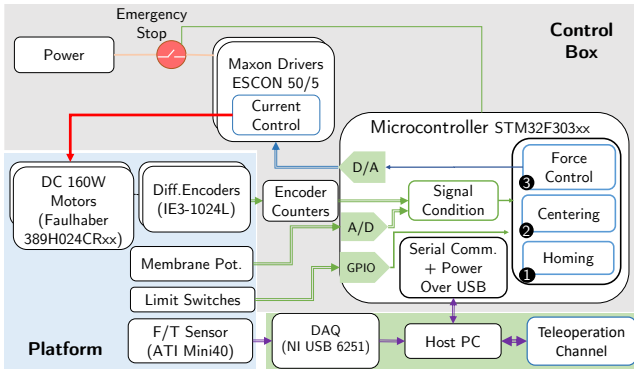 Emergency
Stop
Control
Box
Power
Maxon Drivers
ESCON 50/5
Current
Control
Microcontroller STM32F303xx
D/A
Force
Control
3
DC 160W
Motors
(Faulhaber
389H024CRxx)
Diff.Encoders
(IE3-1024L)
Encoder
Counters
Signal
Condition
Centering
2
A/D
Membrane Pot.
GPIO
Serial Comm.
+ Power
Over USB
Homing
1
Limit Switches
F/T Sensor
(ATI Mini40)
DAQ
(NI USB 6251)
Host PC
Teleoperation
Channel
Platform